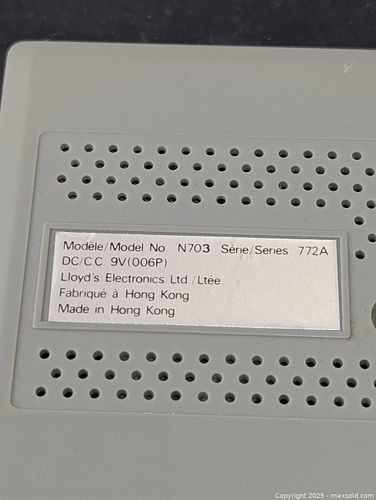 Modèle/Model No N703 Série/Series 772A
DC/C.C. 9V(006P)
Lloyd's Electronics Ltd./Ltée
Fabriqué à Hong Kong
Made in Hong Kong
Copyright 2025 - maxsold.com